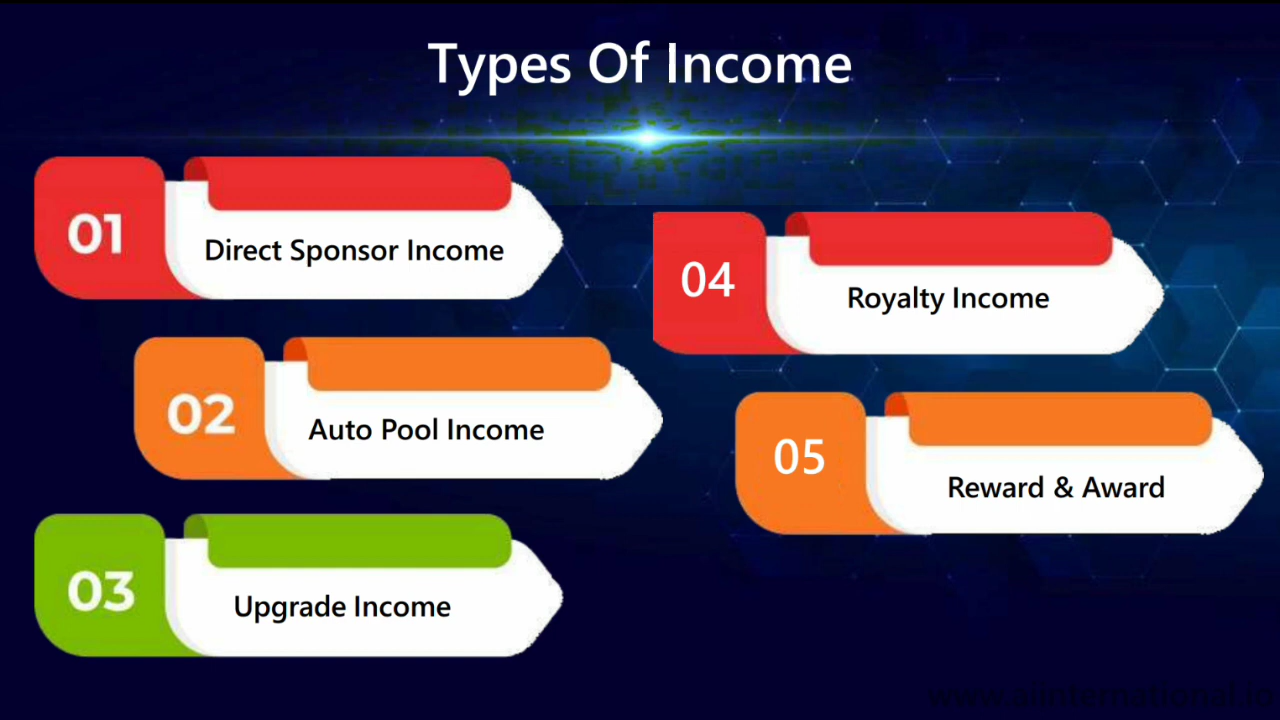 Types Of Income
01
Direct Sponsor Income
02
Auto Pool Income
03
Upgrade Income
04
Royalty Income
05
Reward & Award